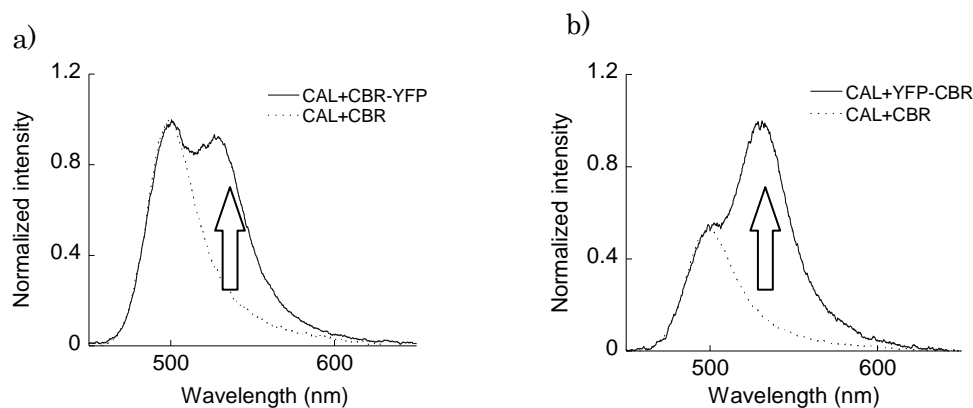 a)
1.2
0.8
0.4
0
500
600
Normalized intensity
Wavelength (nm)
CAL+CBR-YFP
CAL+CBR
b)
1.2
0.8
0.4
0
500
600
Normalized intensity
Wavelength (nm)
CAL+YFP-CBR
CAL+CBR